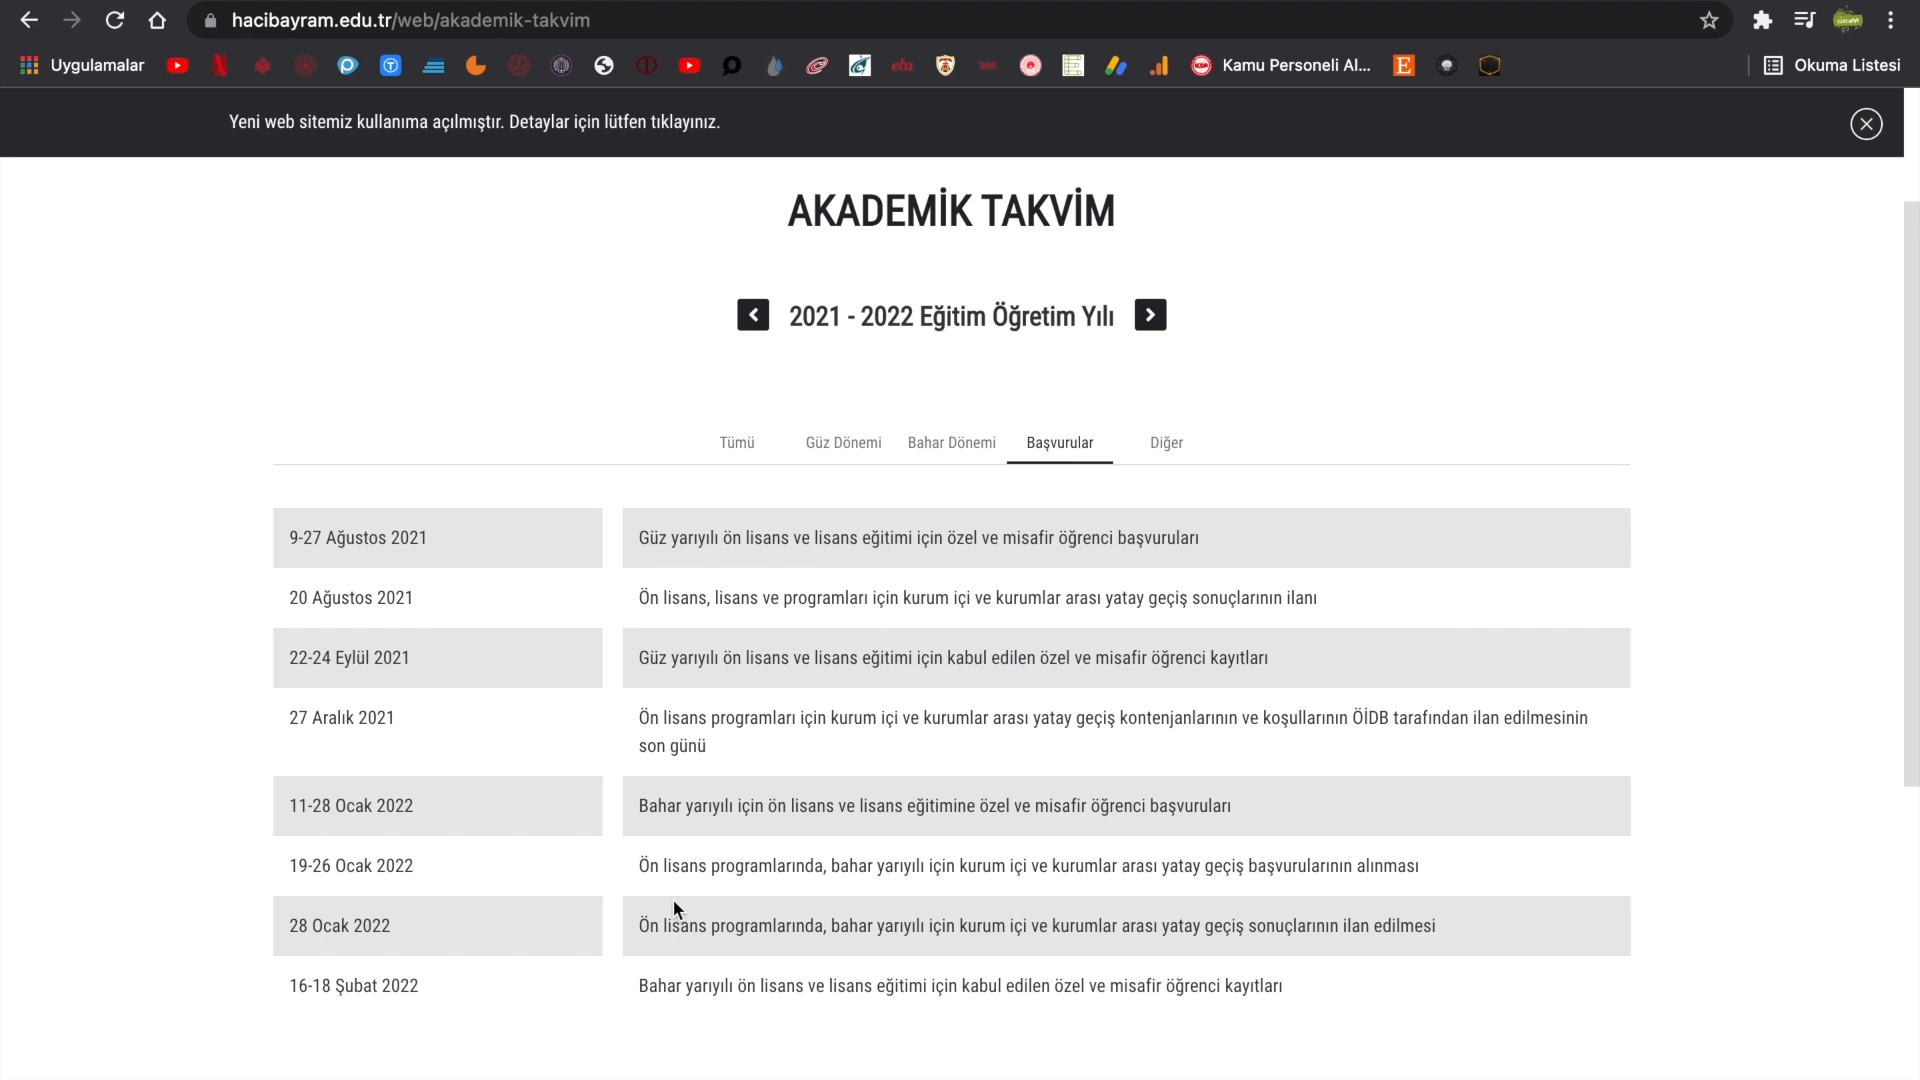 hacibayram.edu.tr/web/akademik-takvim
Uygulamalar
Kamu Personeli Al...
Okuma Listesi
Yeni web sitemiz kullanıma açılmıştır. Detaylar için lütfen tıklayınız.
AKADEMİK TAKVİM
2021 - 2022 Eğitim Öğretim Yılı
Tümü Güz Dönemi Bahar Dönemi Başvurular Diğer
9-27 Ağustos 2021 Güz yarıyılı ön lisans ve lisans eğitimi için özel ve misafir öğrenci başvuruları
20 Ağustos 2021 Ön lisans, lisans ve programları için kurum içi ve kurumlar arası yatay geçiş sonuçlarının ilanı
22-24 Eylül 2021 Güz yarıyılı ön lisans ve lisans eğitimi için kabul edilen özel ve misafir öğrenci kayıtları
27 Aralık 2021 Ön lisans programları için kurum içi ve kurumlar arası yatay geçiş kontenjanlarının ve koşullarının ÖİDB tarafından ilan edilmesinin
son günü
11-28 Ocak 2022 Bahar yarıyılı için ön lisans ve lisans eğitimine özel ve misafir öğrenci başvuruları
19-26 Ocak 2022 Ön lisans programlarında, bahar yarıyılı için kurum içi ve kurumlar arası yatay geçiş başvurularının alınması
28 Ocak 2022 Ön lisans programlarında, bahar yarıyılı için kurum içi ve kurumlar arası yatay geçiş sonuçlarının ilan edilmesi
16-18 Şubat 2022 Bahar yarıyılı ön lisans ve lisans eğitimi için kabul edilen özel ve misafir öğrenci kayıtları